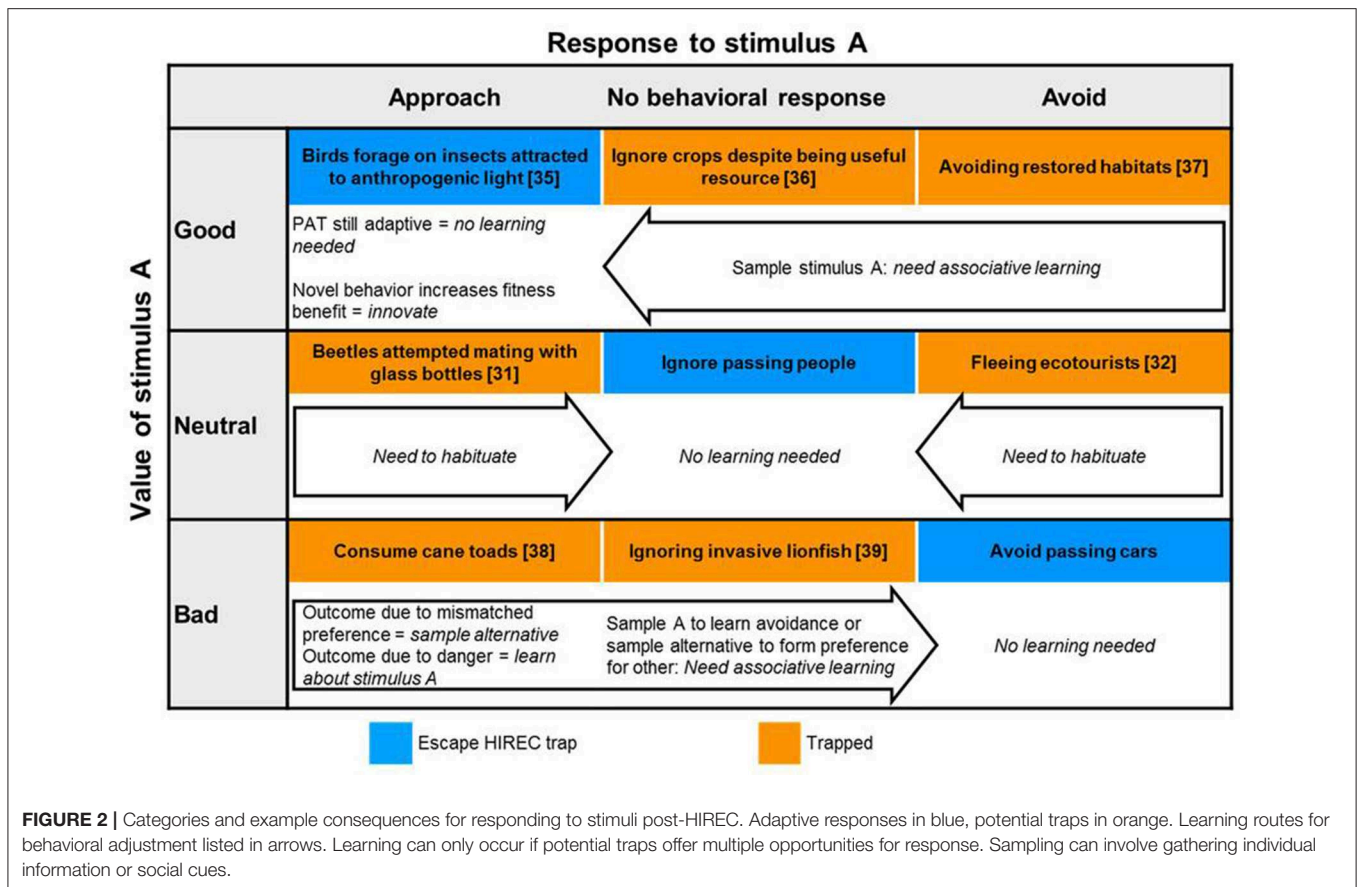 Response to stimulus A
Approach
No behavioral response
Avoid
Value of stimulus A
Good
Birds forage on insects attracted
to anthropogenic light [35]
Ignore crops despite being useful
resource [36]
Avoiding restored habitats [37]
PAT still adaptive = no learning
needed
Novel behavior increases fitness
benefit = innovate
Sample stimulus A: need associative learning
Neutral
Beetles attempted mating with
glass bottles [31]
Ignore passing people
Fleeing ecotourists [32]
Need to habituate
No learning needed
Need to habituate
Bad
Consume cane toads [38]
Ignoring invasive lionfish [39]
Avoid passing cars
Outcome due to mismatched
preference = sample alternative
Outcome due to danger = learn
about stimulus A
Sample A to learn avoidance or
sample alternative to form preference
for other: Need associative learning
No learning needed
Escape HIREC trap
Trapped
FIGURE 2 | Categories and example consequences for responding to stimuli post-HIREC. Adaptive responses in blue, potential traps in orange. Learning routes for
behavioral adjustment listed in arrows. Learning can only occur if potential traps offer multiple opportunities for response. Sampling can involve gathering individual
information or social cues.